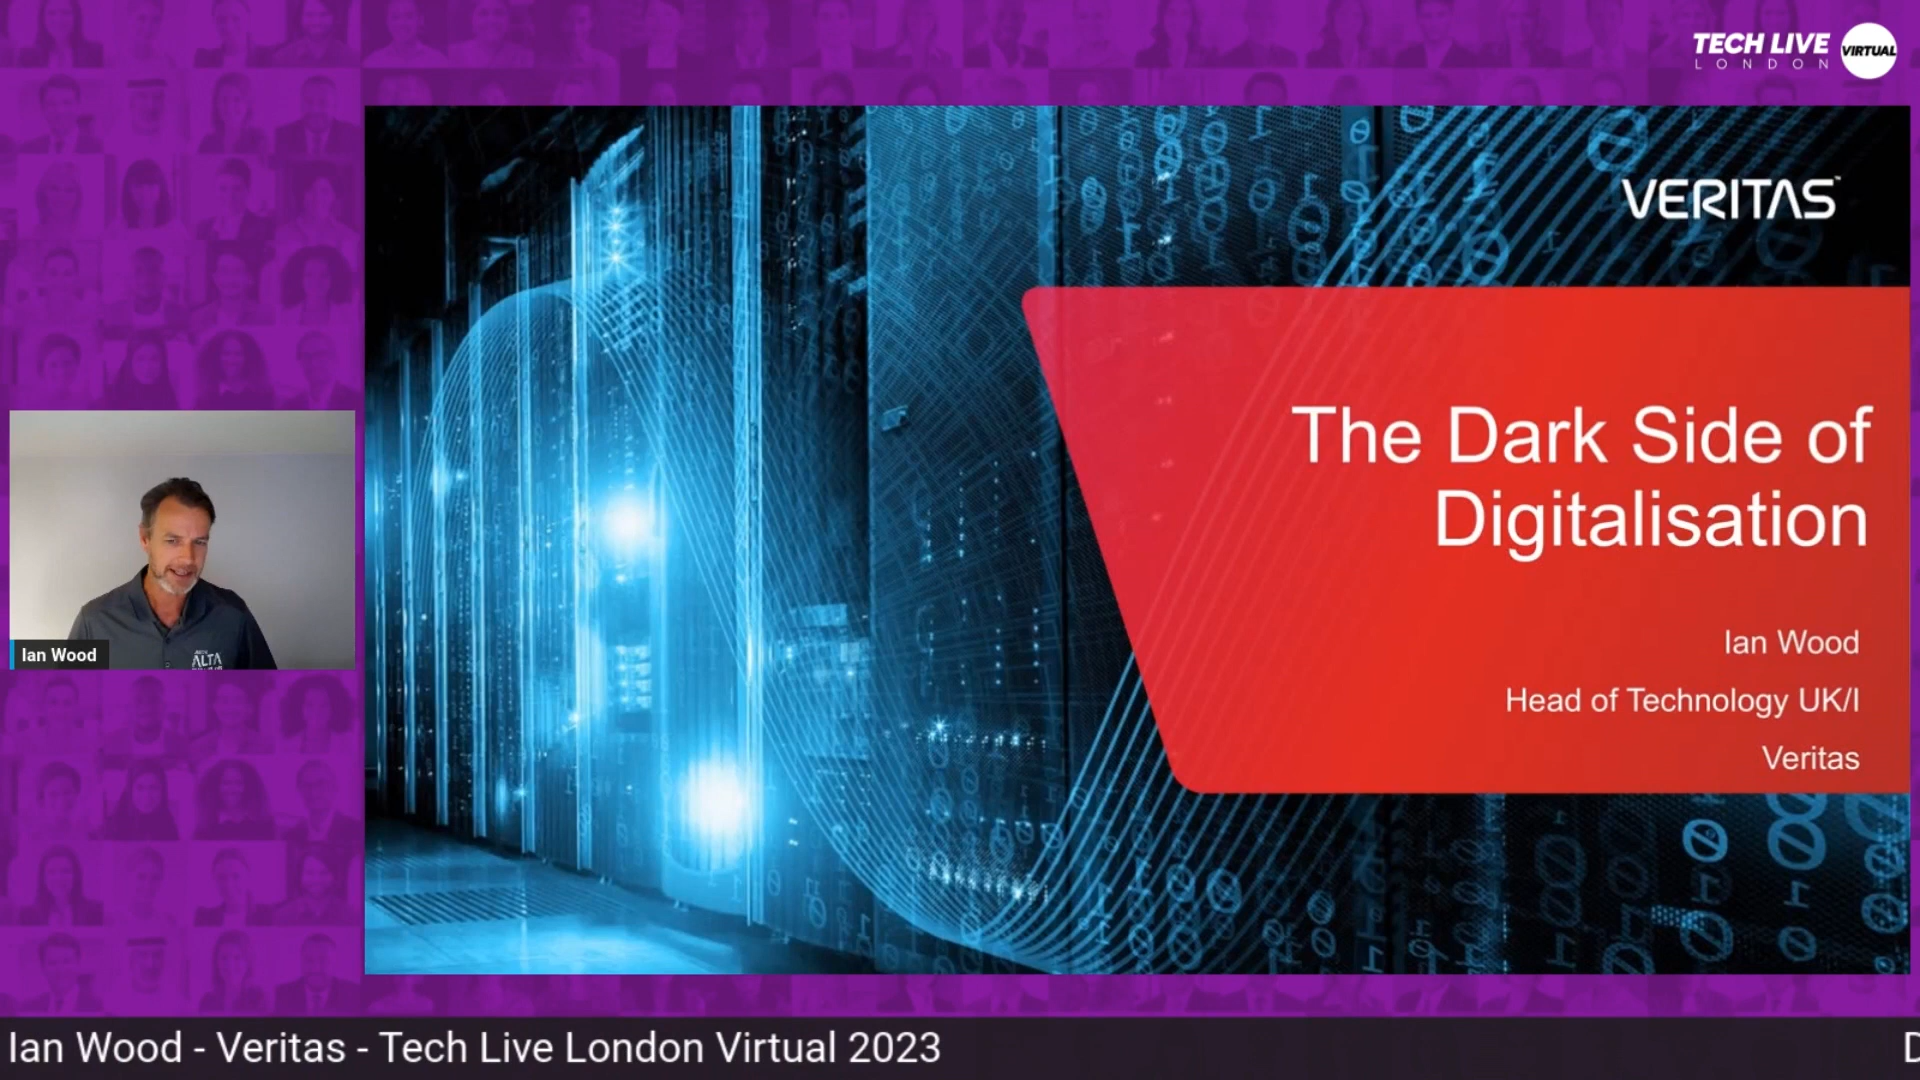 TECH LIVE
LONDON
VIRTUAL
VERITAS
The Dark Side of
Digitalisation
Ian Wood
Head of Technology UK/I
Veritas
Ian Wood
ALTA
Ian Wood - Veritas - Tech Live London Virtual 2023